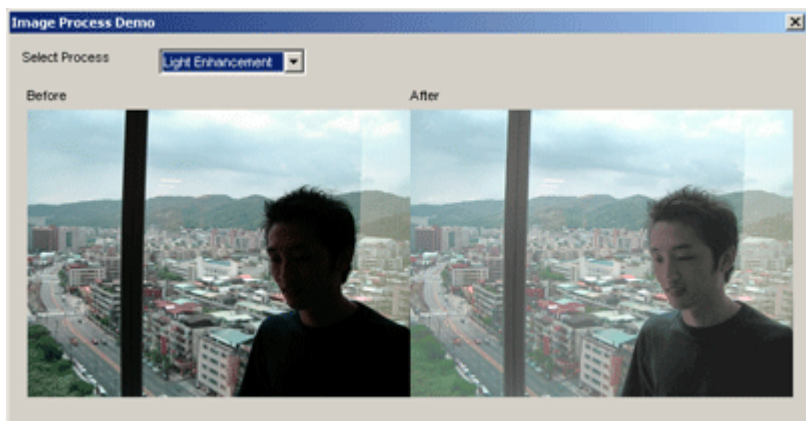 Image Process Demo
Select Process
Light Enhancement
Before
After